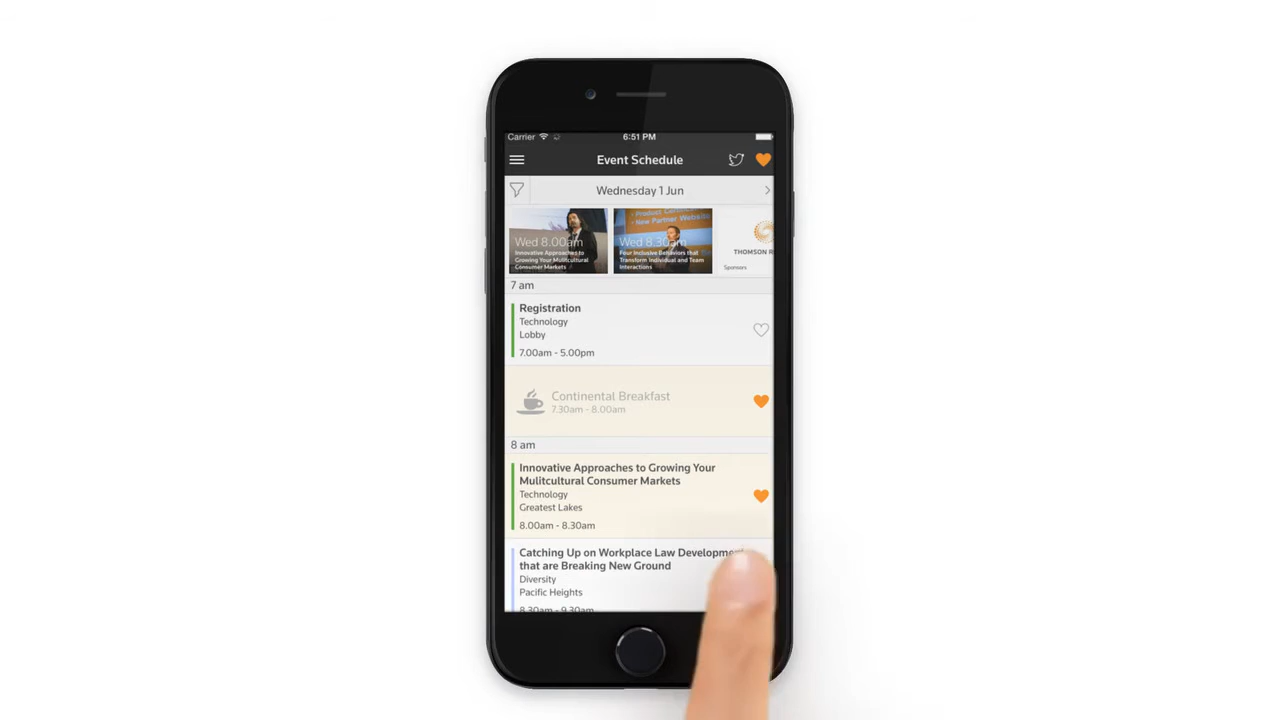 Carrier
6:51 PM
Event Schedule
Wednesday 1 Jun
Wed 8.00am
Innovative Approaches to
Growing Your Mulitcultural
Consumer Markets
Product
New Partner Website
Wed 8.30am
Four Inclusive Behaviors that
Transform Individual and Team
Interactions
THOMSON R
Sponsors
7 am
Registration
Technology
Lobby
7.00am - 5.00pm
Continental Breakfast
7.30am - 8.00am
8 am
Innovative Approaches to Growing Your
Mulitcultural Consumer Markets
Technology
Greatest Lakes
8.00am - 8.30am
Catching Up on Workplace Law Developmen
that are Breaking New Ground
Diversity
Pacific Heights
8.30am - 9.30am